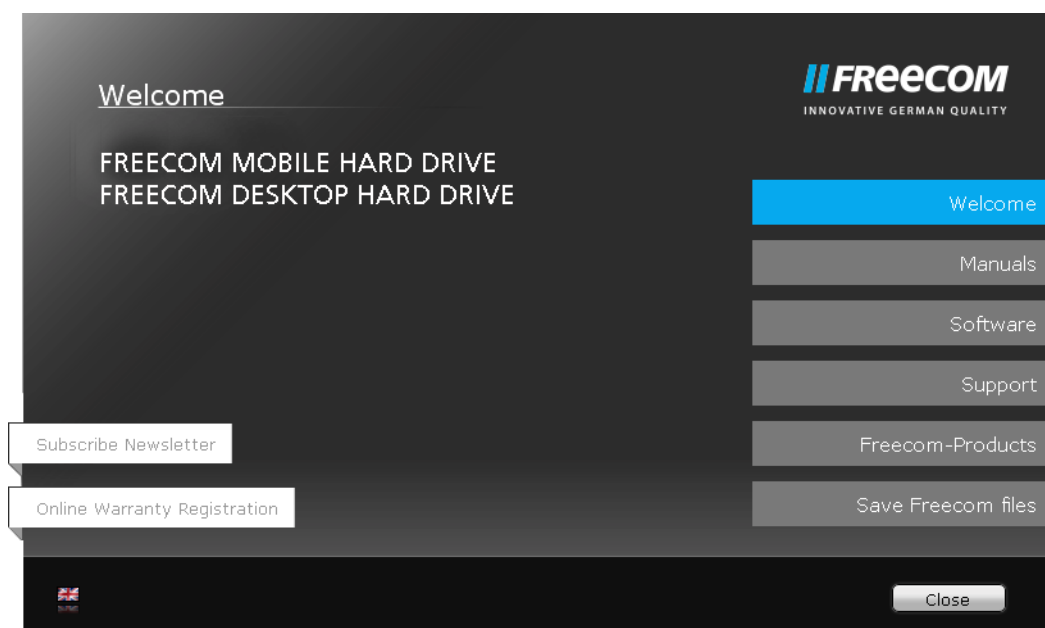 Welcome
FREECOM MOBILE HARD DRIVE
FREECOM DESKTOP HARD DRIVE
FReecoM
INNOVATIVE GERMAN QUALITY
Welcome
Manuals
Software
Support
Freecom-Products
Save Freecom files
Subscribe Newsletter
Online Warranty Registration
Close